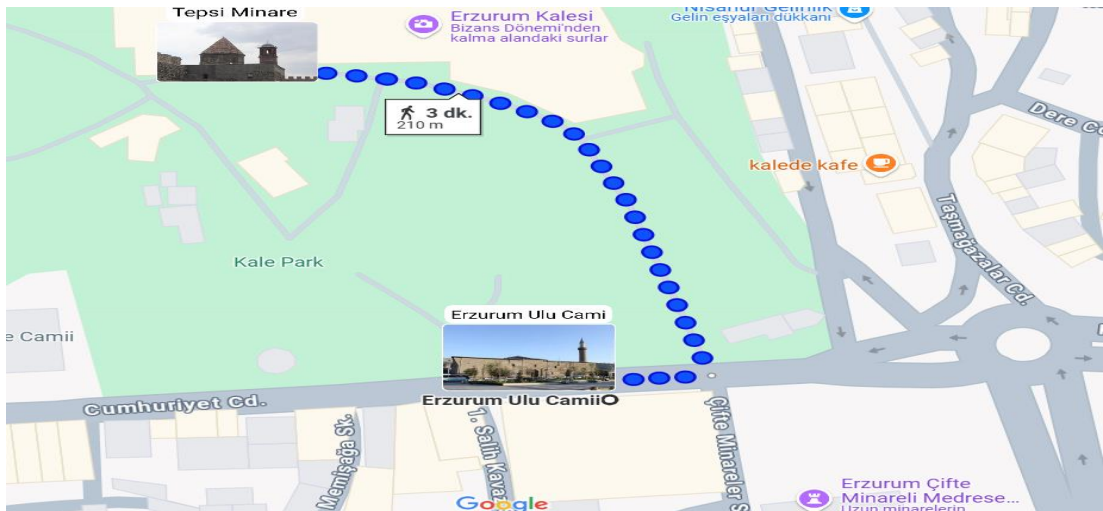 Tepsi Minare
Erzurum Kalesi
Bizans Dönemi'nden
kalma alandaki surlar
Nisanur Gelinlik
Gelin eşyaları dükkanı
3 dk.
210 m
Dere
kalede kafe
Taşmağazalar Cd.
Kale Park
Erzurum Ulu Cami
e Camii
Erzurum Ulu Camii
Cumhuriyet Cd.
Memişağa Sk.
1. Salih
Çifte Minareler
Erzurum Çifte
Minareli Medrese...
Uzun minarelerin
Google